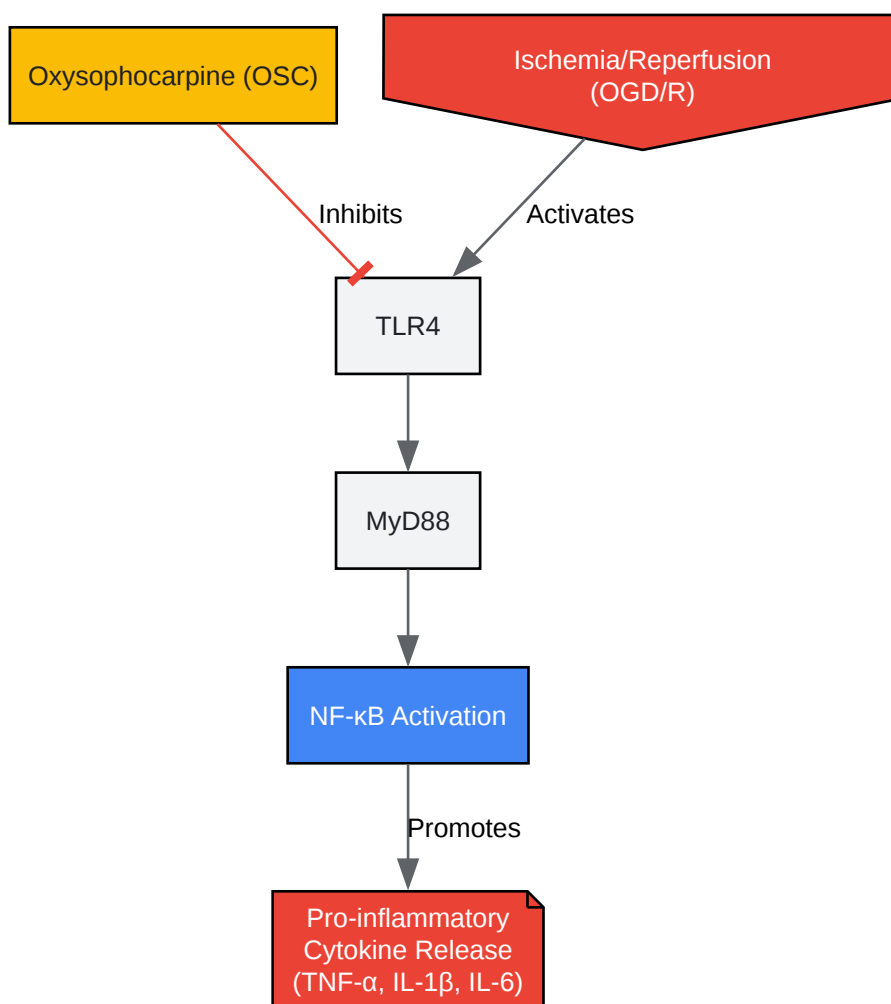 Oxysophocarpine (OSC)
Ischemia/Reperfusion
(OGD/R)
Inhibits
Activates
TLR4
MyD88
NF-κB Activation
Promotes
Pro-inflammatory
Cytokine Release
(TNF-α, IL-1β, IL-6)